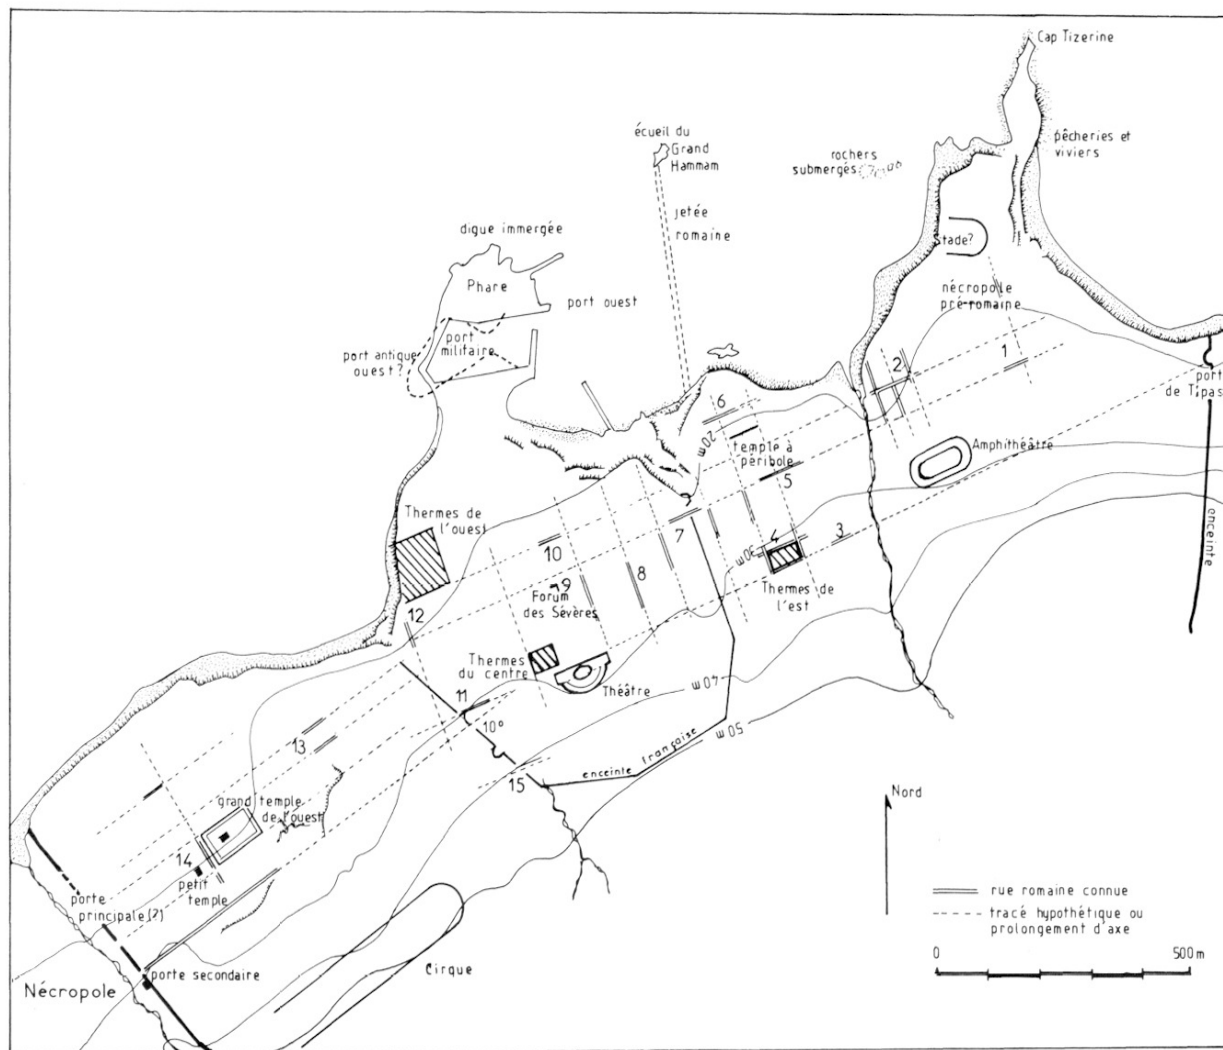 Cap Tizerine
écueil du
Grand
Hammam
rochers
submergés
pêcheries et
viviers
jetée
romaine
digue immergée
Stade?
Phare
port ouest
nécropole
pré-romaine
port
militaire
port antique
ouest?
1
2
port
de Tipasa
6
20m
temple à
péribole
Amphithéâtre
5
Thermes de
l'ouest
enceinte
10
7
4
3
30m
8
9
Forum
des Sévères
Thermes de
l'est
12
Thermes
du centre
Théâtre
40m
11
10°
50m
enceinte française
13
15
grand temple
de l'ouest
Nord
14
petit
temple
rue romaine connue
porte
principale(?)
tracé hypothétique ou
prolongement d'axe
0
500m
porte secondaire
Cirque
Nécropole